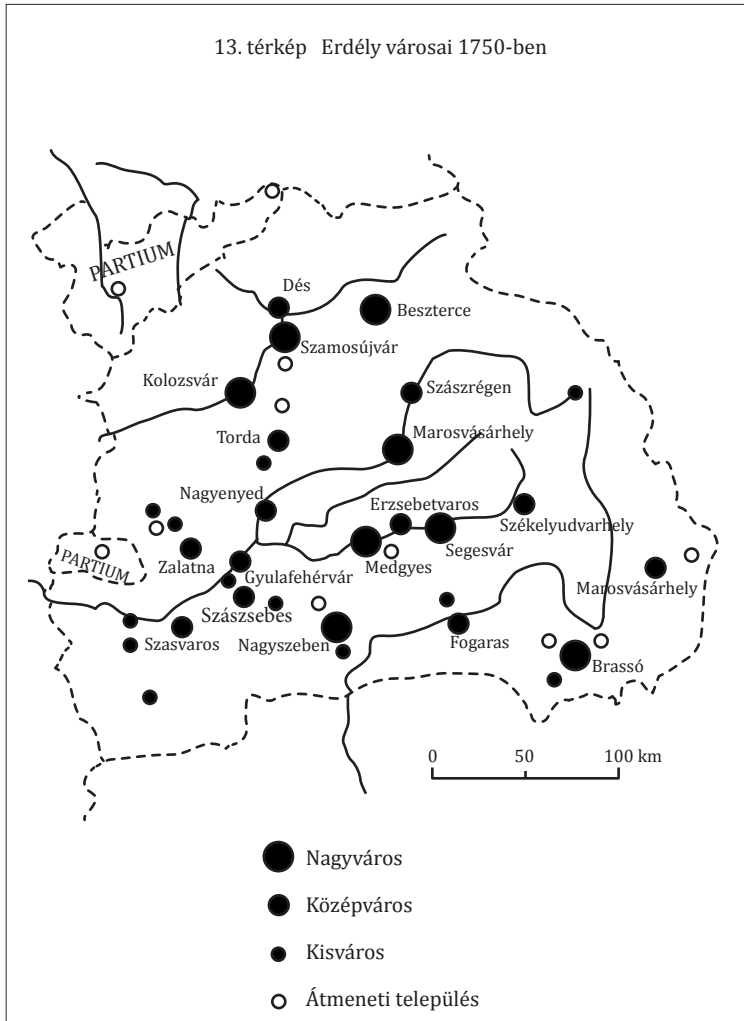 13. térkép Erdély városai 1750-ben
PARTIUM
Dés
Beszterce
Szamosújvár
Kolozsvár
Szászrégen
Torda
Marosvásárhely
Nagyenyed
Erzsebetvaros
Székelyudvarhely
Segesvár
Medgyes
Zalatna
PARTIUM
Gyulafehérvár
Marosvásárhely
Szászsebes
Szasvaros
Nagyszeben
Fogaras
Brassó
0 50 100 km
Nagyváros
Középváros
Kisváros
Átmeneti település